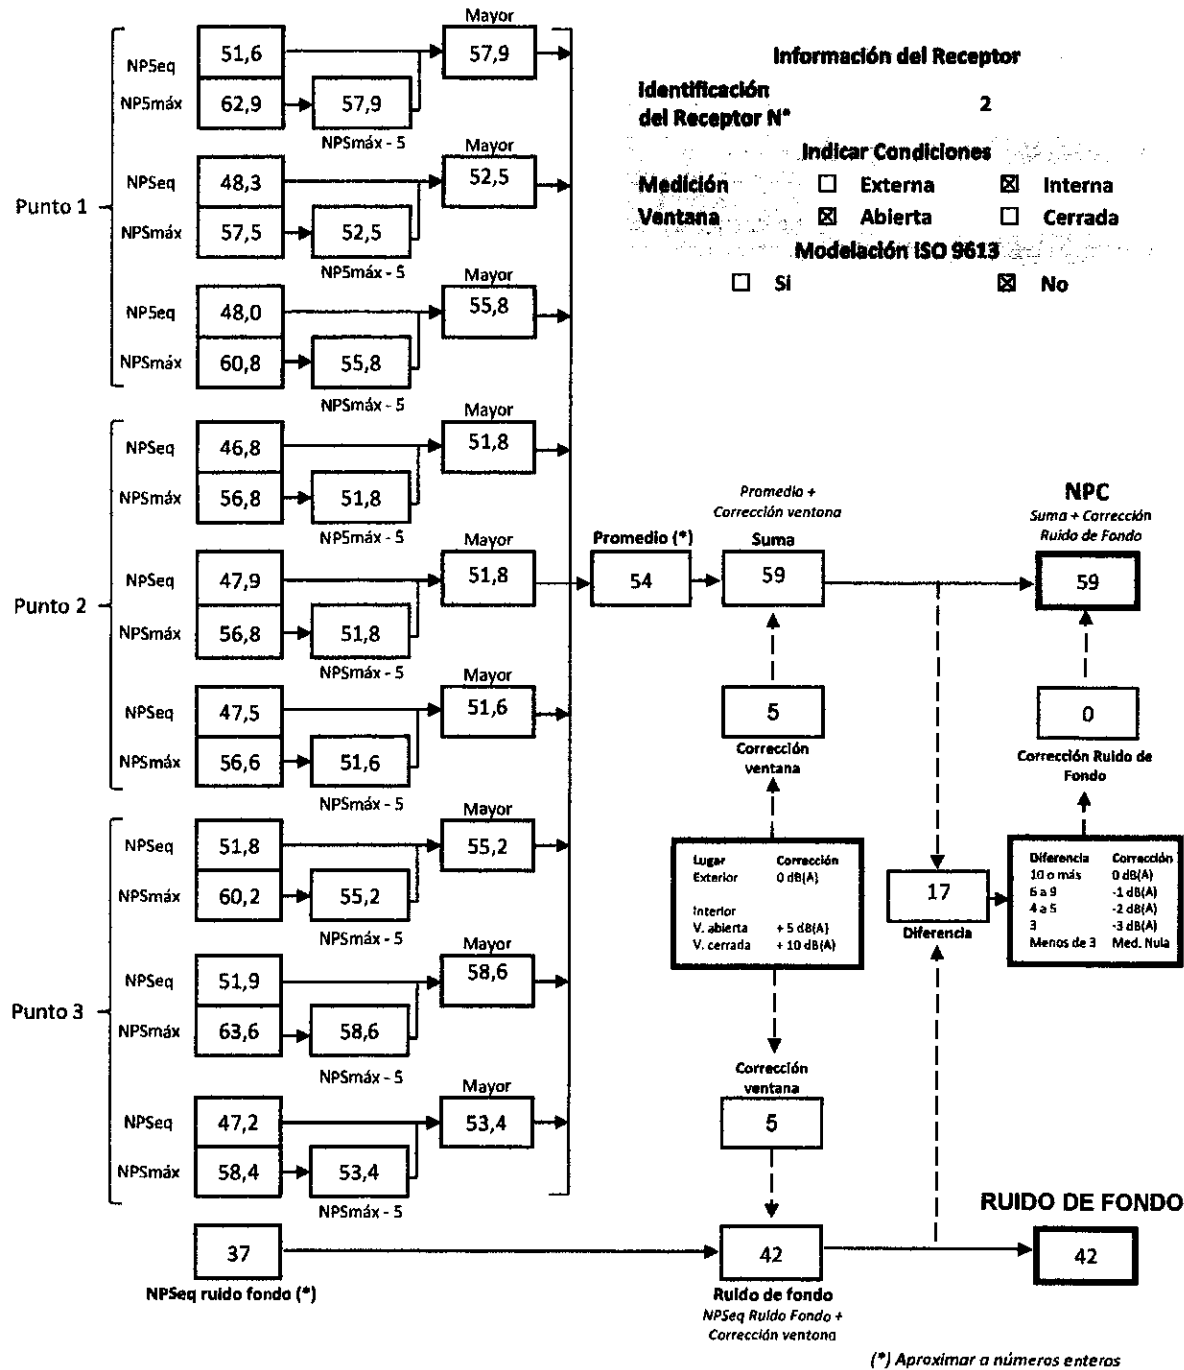 Información del Receptor
Identificación
del Receptor N° 2
Indicar Condiciones
Medición ☐ Externa ☒ Interna
Ventana ☒ Abierta ☐ Cerrada
Modelación ISO 9613
☐ Si ☒ No
Punto 1
Mayor
NPSeq 51,6 57,9
NPSmáx 62,9 57,9
NPSmáx - 5
Mayor
NPSeq 48,3 52,5
NPSmáx 57,5 52,5
NPSmáx - 5
Mayor
NPSeq 48,0 55,8
NPSmáx 60,8 55,8
NPSmáx - 5
Punto 2
Mayor
NPSeq 46,8 51,8
NPSmáx 56,8 51,8
NPSmáx - 5
Mayor
NPSeq 47,9 51,8
NPSmáx 56,8 51,8
NPSmáx - 5
Mayor
NPSeq 47,5 51,6
NPSmáx 56,6 51,6
NPSmáx - 5
Punto 3
Mayor
NPSeq 51,8 55,2
NPSmáx 60,2 55,2
NPSmáx - 5
Mayor
NPSeq 51,9 58,6
NPSmáx 63,6 58,6
NPSmáx - 5
Mayor
NPSeq 47,2 53,4
NPSmáx 58,4 53,4
NPSmáx - 5
37
NPSeq ruido fondo (*)
Promedio (*)
54
Promedio +
Corrección ventana
Suma
59
5
Corrección
ventana
Lugar Corrección
Exterior 0 dB(A)
Interior
V. abierta + 5 dB(A)
V. cerrada + 10 dB(A)
Corrección
ventana
5
42
Ruido de fondo
NPSeq Ruido Fondo +
Corrección ventana
17
Diferencia
NPC
Suma + Corrección
Ruido de Fondo
59
0
Corrección Ruido de
Fondo
Diferencia Corrección
10 o más 0 dB(A)
6 a 9 -1 dB(A)
4 a 5 -2 dB(A)
3 -3 dB(A)
Menos de 3 Med. Nula
RUIDO DE FONDO
42
(*) Aproximar a números enteros